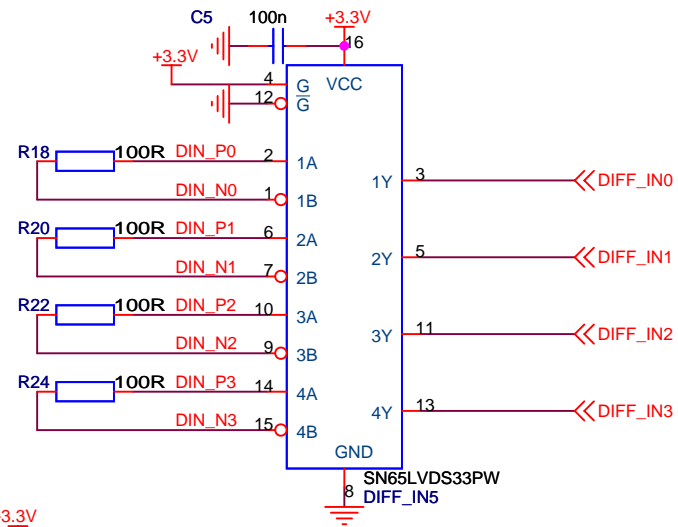 C5 100n +3.3V
16
+3.3V
4 G VCC
12 G
R18 100R DIN_P0 2 1A
1Y 3 DIFF_IN0
DIN_N0 1 1B
R20 100R DIN_P1 6 2A
2Y 5 DIFF_IN1
DIN_N1 7 2B
R22 100R DIN_P2 10 3A
3Y 11 DIFF_IN2
DIN_N2 9 3B
R24 100R DIN_P3 14 4A
4Y 13 DIFF_IN3
DIN_N3 15 4B
GND
SN65LVDS33PW
8 DIFF_IN5
3.3V